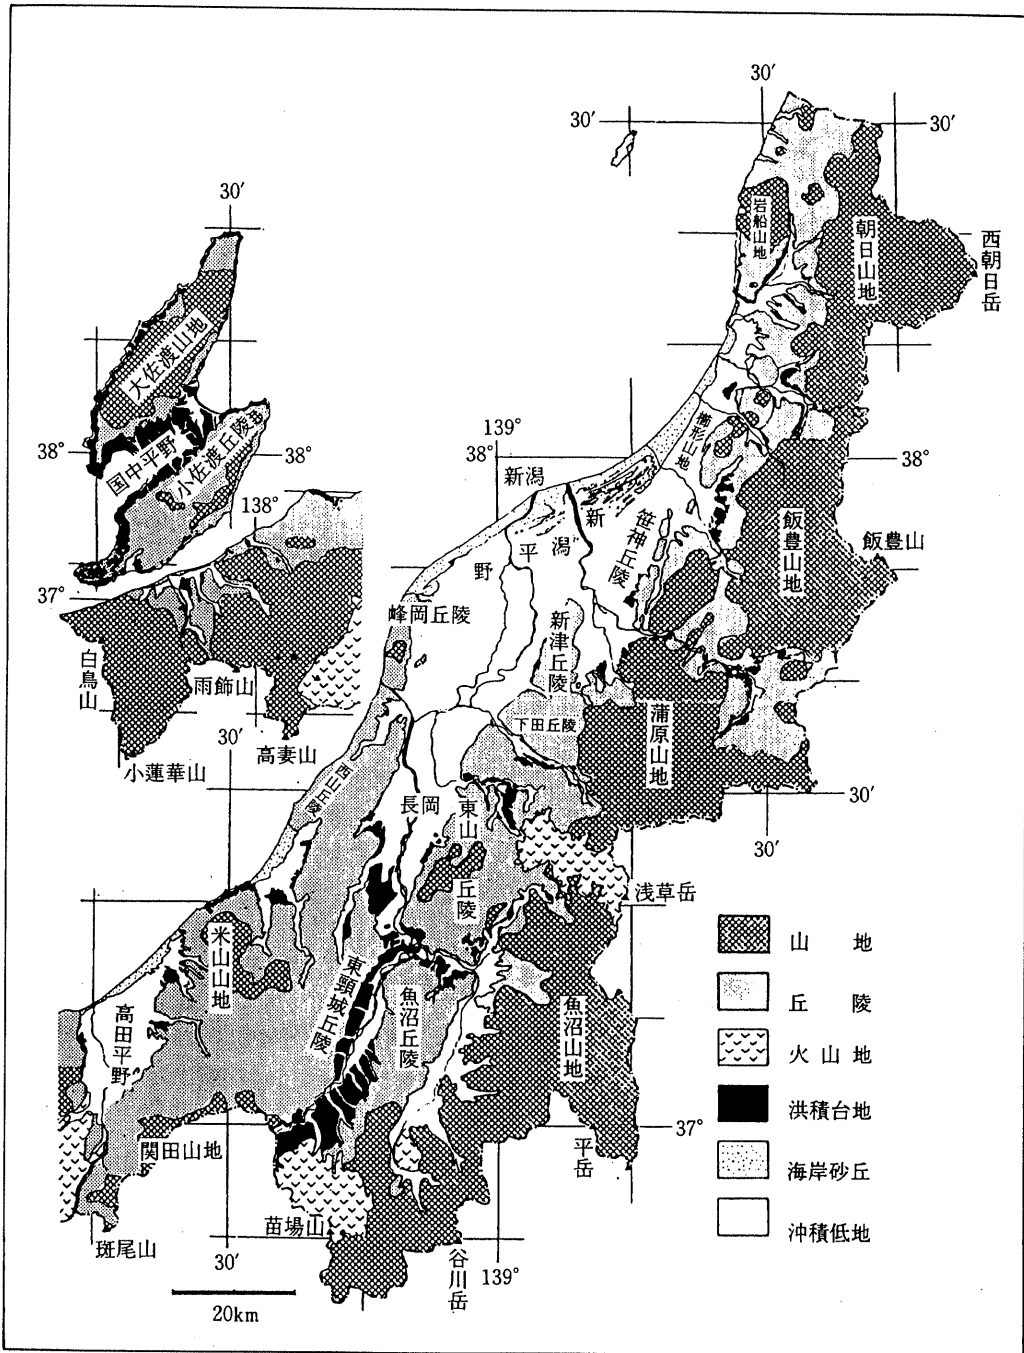 30′
30′
30′
30′
岩船山地
朝日山地
西朝日岳
大佐渡山地
38°
国中平野
小佐渡丘陵
38°
138°
139°
38°
新潟
櫛形山地
38°
新潟平野
笹神丘陵
飯豊山地
飯豊山
37°
峰岡丘陵
新津丘陵
白鳥山
雨飾山
下田丘陵
蒲原山地
小蓮華山
高妻山
30′
西山丘陵
長岡
東山丘陵
30′
30′
浅草岳
米山山地
東頸城丘陵
魚沼丘陵
魚沼山地
高田平野
関田山地
平岳
37°
斑尾山
苗場山
谷川岳
30′
139°
20km
山地
丘陵
火山地
洪積台地
海岸砂丘
沖積低地